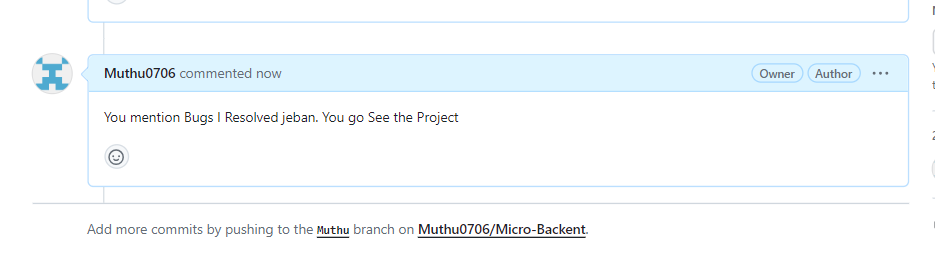 Muthu0706 commented now
Owner
Author
You mention Bugs I Resolved jeban. You go See the Project
Add more commits by pushing to the Muthu branch on Muthu0706/Micro-Backent.